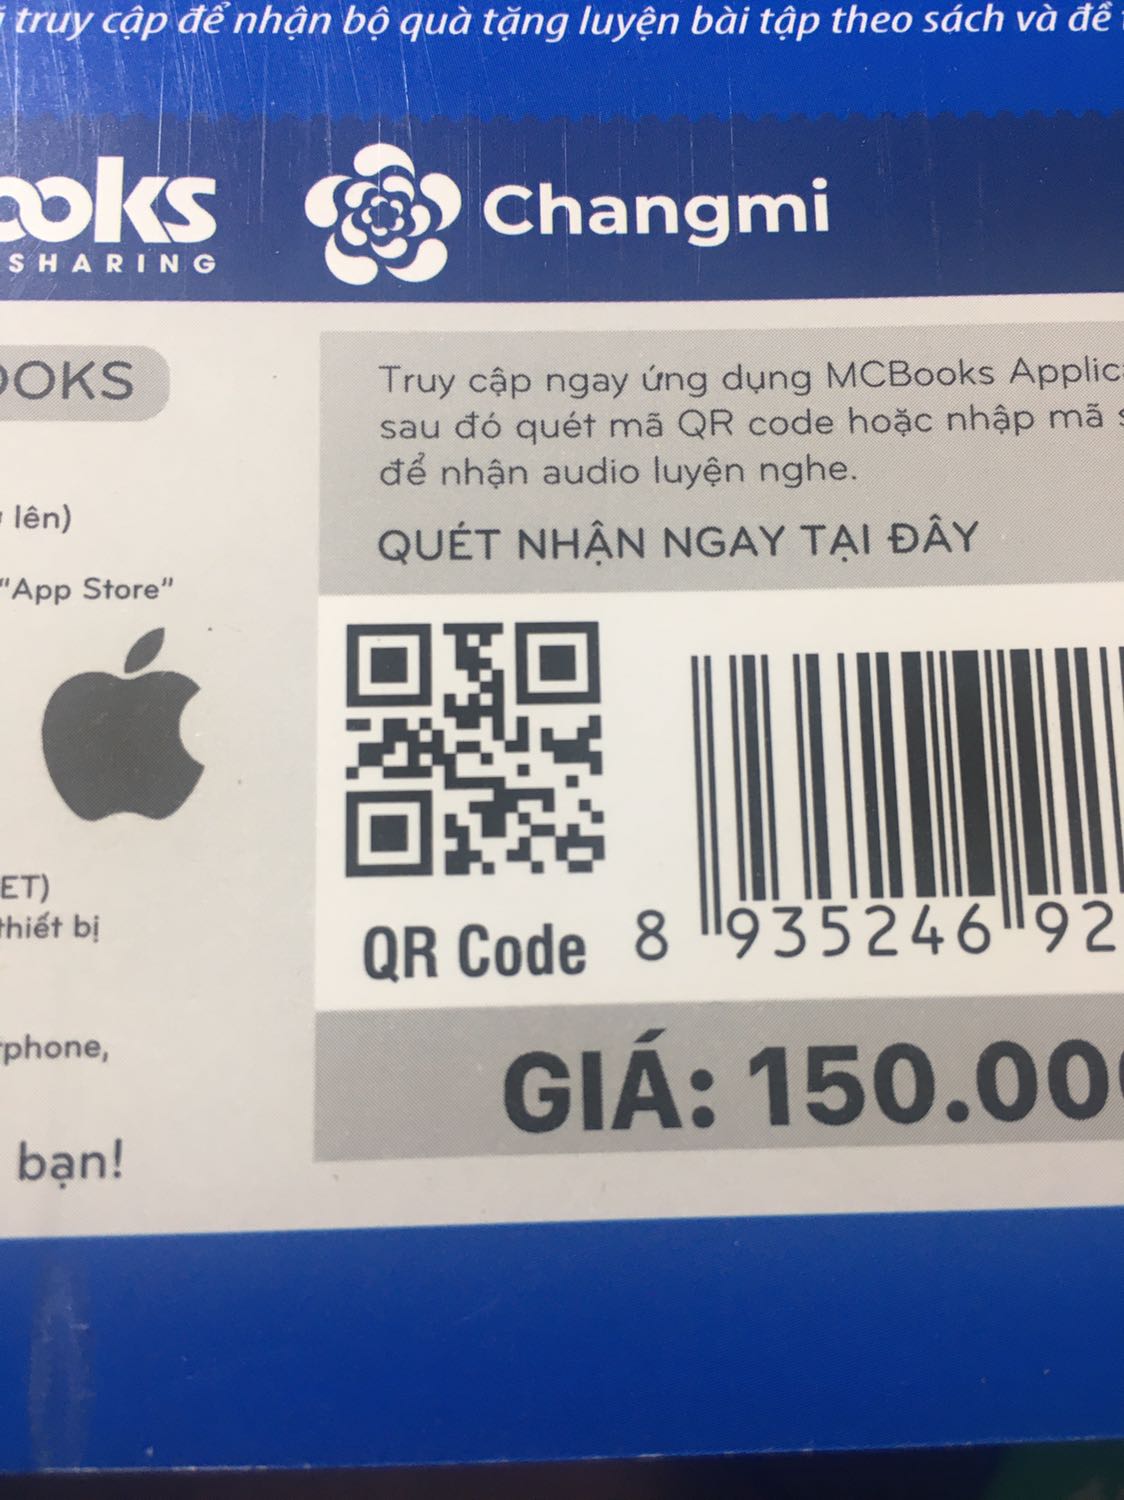 truy cập để nhận bộ quà tặng luyện bài tập theo sách và đề
ooks
SHARING
Changmi
OOKS
Truy cập ngay ứng dụng MCBooks Applic
sau đó quét mã QR code hoặc nhập mã s
để nhận audio luyện nghe.
QUÉT NHẬN NGAY TẠI ĐÂY
lên)
"App Store"
QR Code
8 935246 92
ET)
thiết bị
phone,
GIÁ: 150.00
bạn!